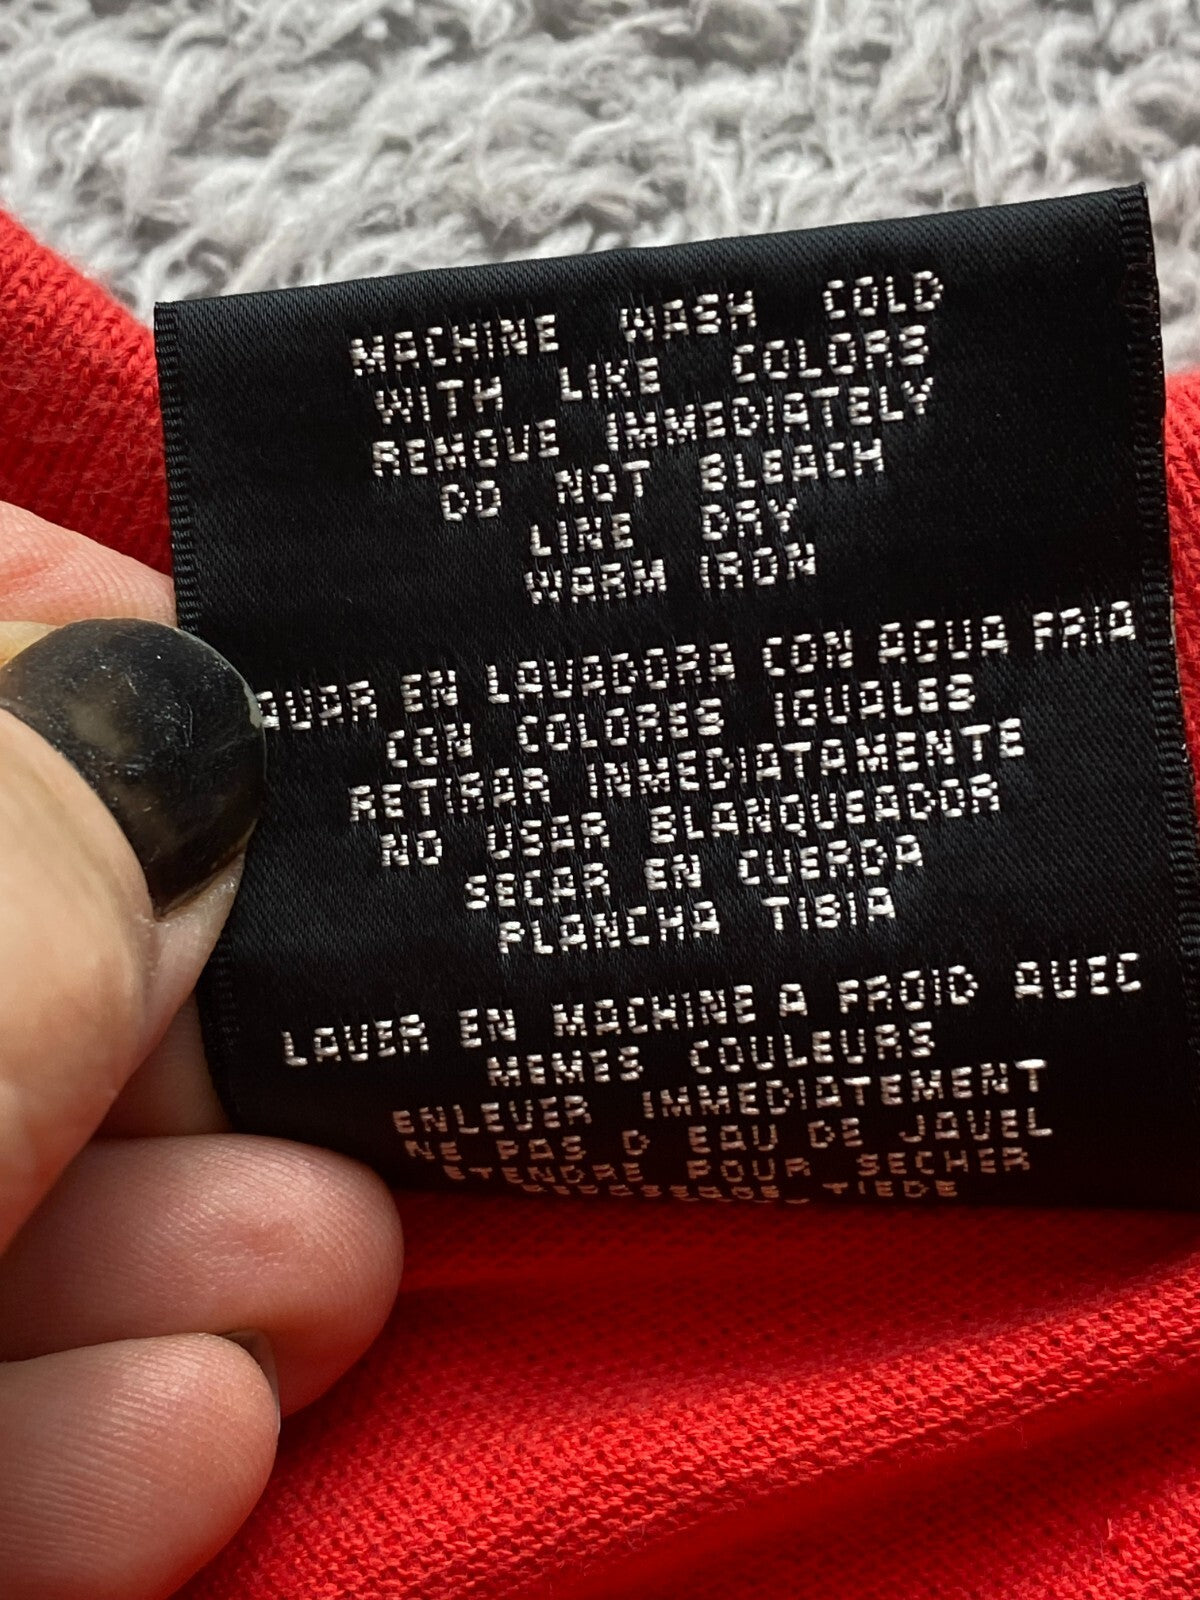 MACHINE WASH COLD
WITH LIKE COLORS
REMOVE IMMEDIATELY
DO NOT BLEACH
LINE DRY
WARM IRON
EN LAVADORA CON AGUA FRIA
CON COLORES IGUALES
RETIRAR INMEDIATAMENTE
NO USAR BLANQUEADOR
SECAR EN CUERDA
PLANCHA TIBIA
LAVER EN MACHINE A FROID AVEC
MEMES COULEURS
ENLEVER IMMEDIATEMENT
NE PAS D EAU DE JAVEL
ETENDRE POUR SECHER
TIEDE